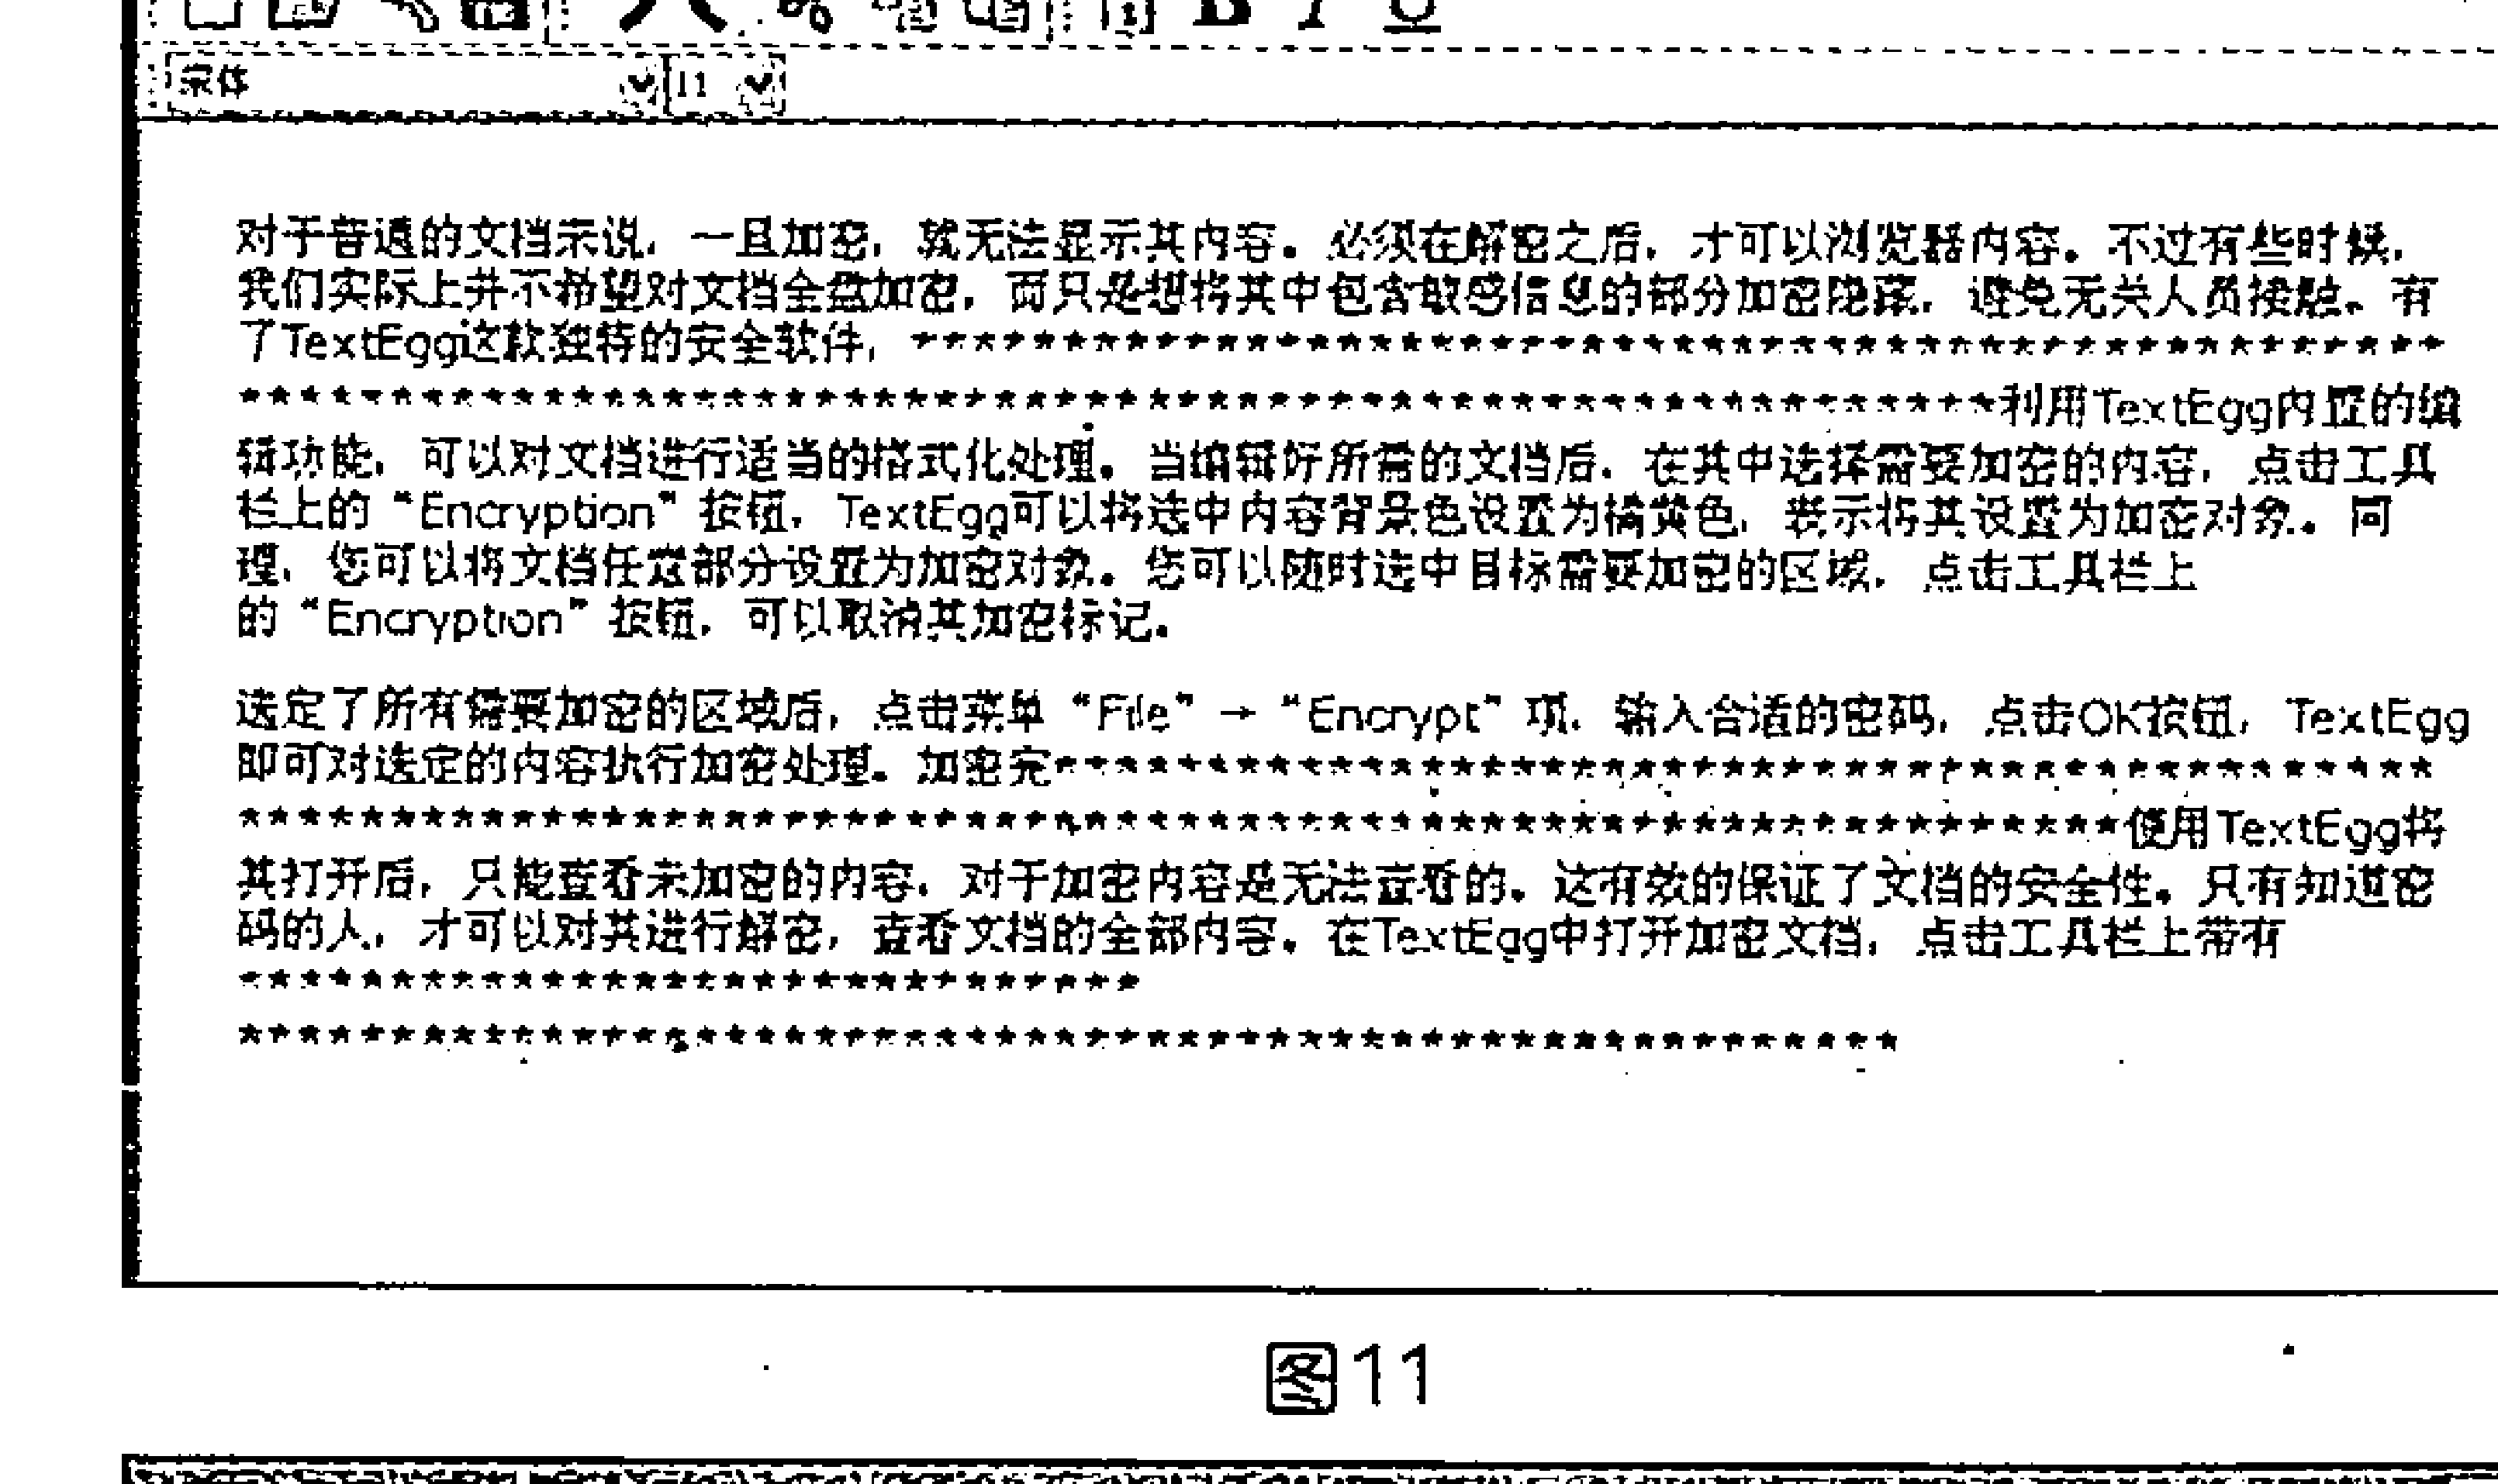 宋体 11
对于普通的文档来说，一旦加密，就无法显示其内容。必须在解密之后，才可以浏览器内容。不过有些时候，
我们实际上并不希望对文档全盘加密，而只是想将其中包含敏感信息的部分加密隐藏，避免无关人员接触。有
了TextEgg这款独特的安全软件，***************************************************
**********************************************************利用TextEgg内置的编
辑功能，可以对文档进行适当的格式化处理。当编辑好所需的文档后，在其中选择需要加密的内容，点击工具
栏上的“Encryption”按钮，TextEgg可以将选中内容背景色设置为橘黄色，表示将其设置为加密对象。同
理，您可以将文档任意部分设置为加密对象。您可以随时选中目标需要加密的区域，点击工具栏上
的“Encryption”按钮，可以取消其加密标记。
选定了所有需要加密的区域后，点击菜单“File”→“Encrypt”项，输入合适的密码，点击OK按钮，TextEgg
即可对选定的内容执行加密处理。加密完**********************************************
**************************************************************使用TextEgg将
其打开后，只能查看未加密的内容，对于加密内容是无法查看的。这有效的保证了文档的安全性。只有知道密
码的人，才可以对其进行解密，查看文档的全部内容。在TextEgg中打开加密文档，点击工具栏上带有
******************************
*******************************************************
图11